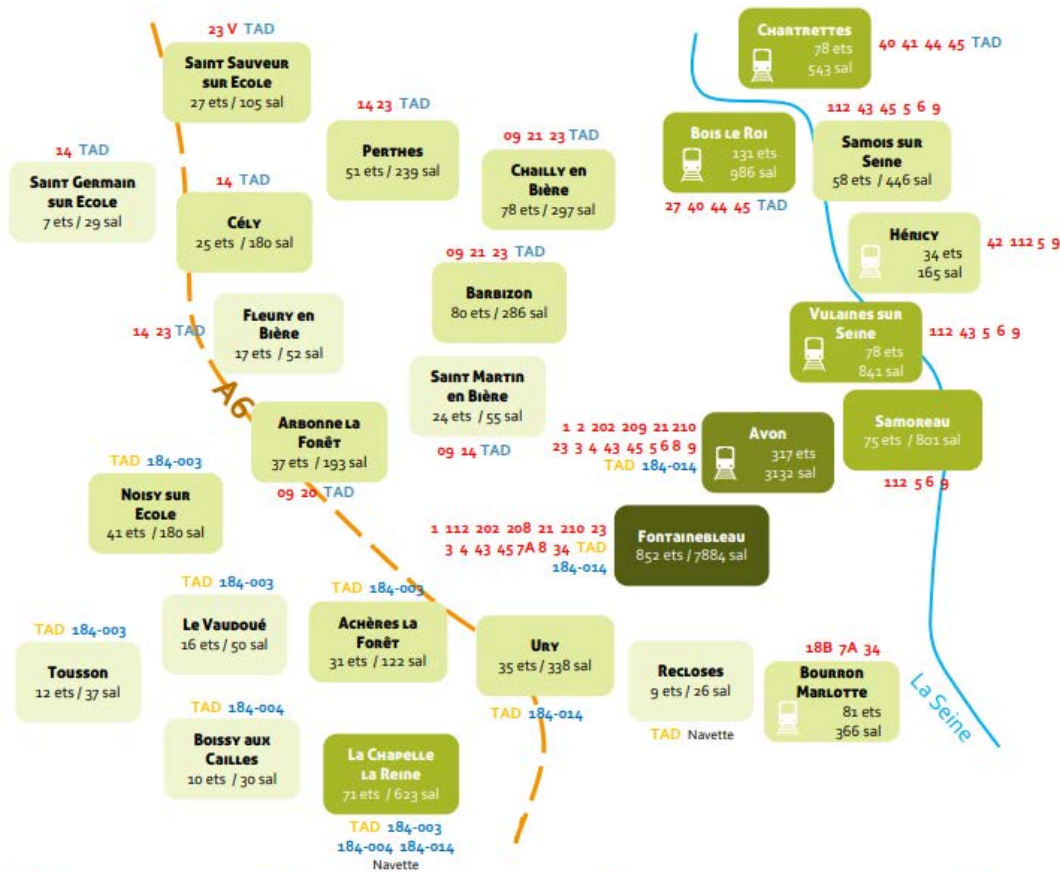 23 V TAD
Saint Sauveur
sur Ecole
27 ets / 105 sal
Chartrettes
78 ets
543 sal
40 41 44 45 TAD
14 23 TAD
Perthes
51 ets / 239 sal
09 21 23 TAD
Chailly en
Bière
78 ets / 297 sal
Bois le Roi
131 ets
986 sal
27 40 44 45 TAD
112 43 45 5 6 9
Samois sur
Seine
58 ets / 446 sal
14 TAD
Saint Germain
sur Ecole
7 ets / 29 sal
14 TAD
Cély
25 ets / 180 sal
Héricy
34 ets
165 sal
42 112 5 9
09 21 23 TAD
Barbizon
80 ets / 286 sal
14 23 TAD
Fleury en
Bière
17 ets / 52 sal
Vulaines sur
Seine
78 ets
841 sal
112 43 5 6 9
A6
Saint Martin
en Bière
24 ets / 55 sal
09 14 TAD
Arbonne la
Forêt
37 ets / 193 sal
09 20 TAD
1 2 202 209 21 210
23 3 4 43 45 5 6 8 9
TAD 184-014
Avon
317 ets
3132 sal
Samoreau
75 ets / 801 sal
112 5 6 9
TAD 184-003
Noisy sur
Ecole
41 ets / 180 sal
1 112 202 208 21 210 23
3 4 43 45 7A 8 34 TAD
184-014
Fontainebleau
852 ets / 7884 sal
TAD 184-003
Le Vaudoué
16 ets / 50 sal
TAD 184-003
Achères la
Forêt
31 ets / 122 sal
Ury
35 ets / 338 sal
TAD 184-014
TAD 184-003
Tousson
12 ets / 37 sal
Recloses
9 ets / 26 sal
TAD Navette
18B 7A 34
Bourron
Marlotte
81 ets
366 sal
La Seine
TAD 184-004
Boissy aux
Cailles
10 ets / 30 sal
La Chapelle
la Reine
71 ets / 623 sal
TAD 184-003
184-004 184-014
Navette